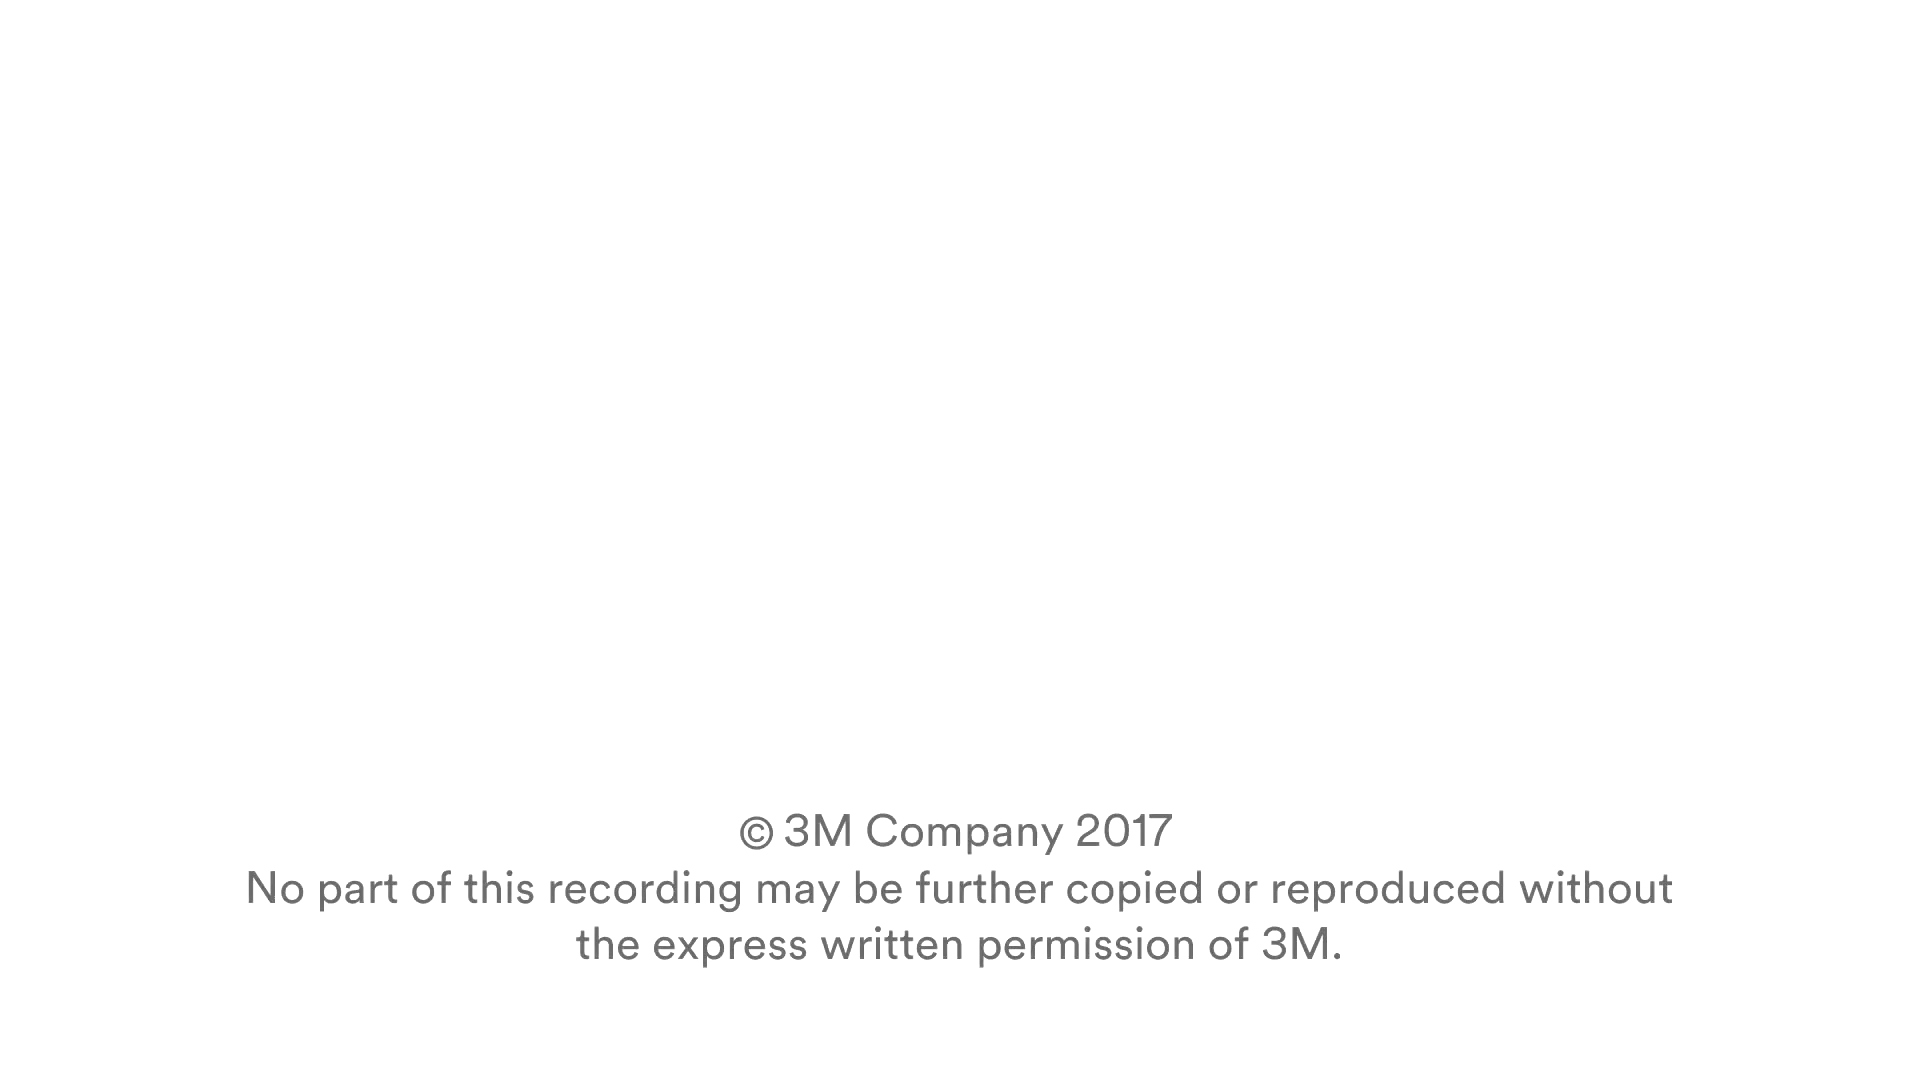 © 3M Company 2017
No part of this recording may be further copied or reproduced without
the express written permission of 3M.